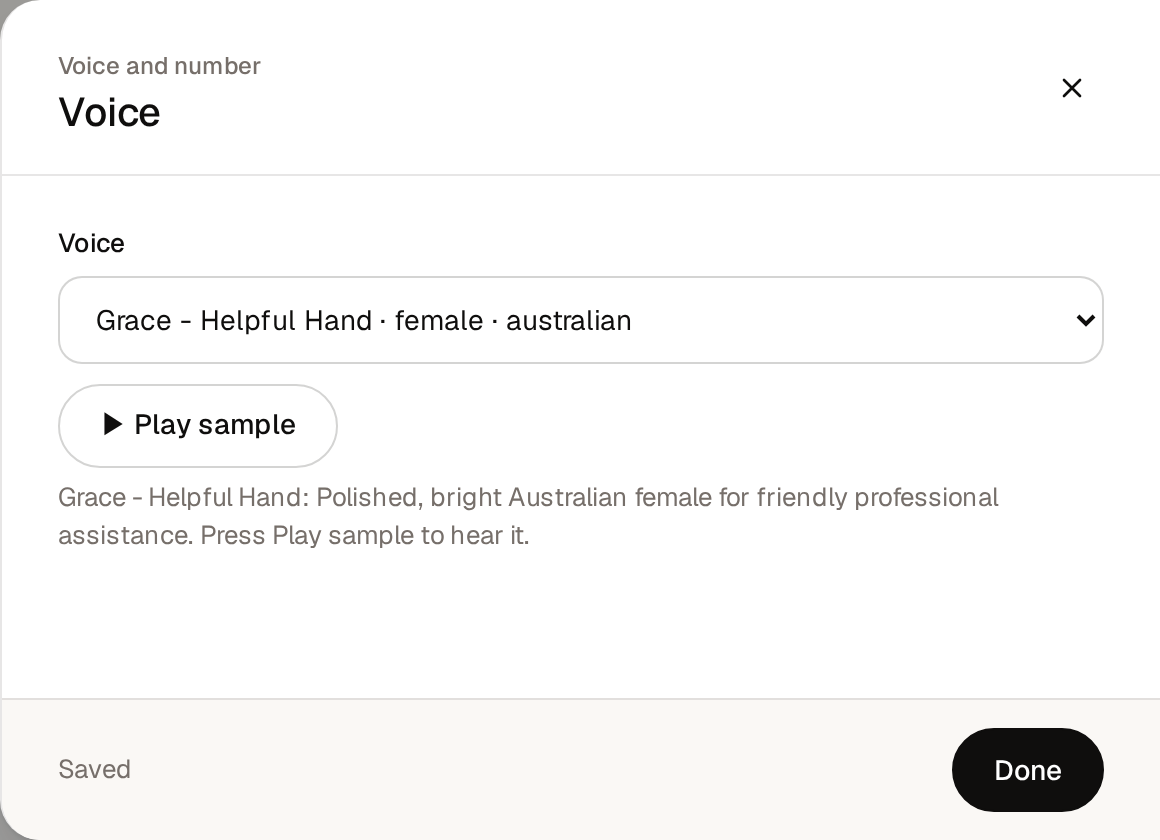 Voice and number
Voice
Voice
Grace - Helpful Hand · female · australian
Play sample
Grace - Helpful Hand: Polished, bright Australian female for friendly professional
assistance. Press Play sample to hear it.
Saved
Done